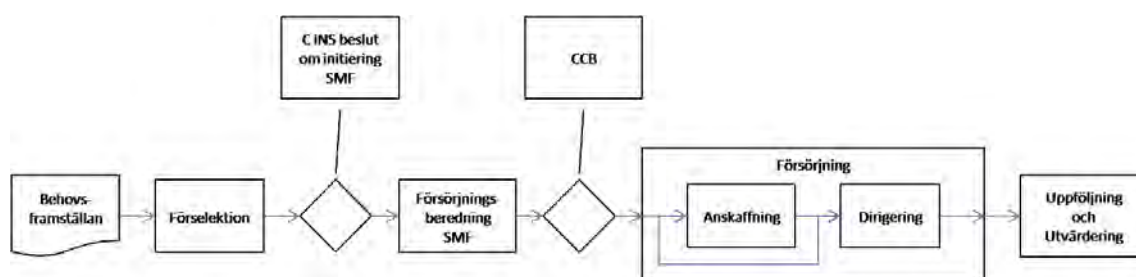 C INS beslut
om initiering
SMF
CCB
Försörjning
Behovs-
framställan
Förselektion
Försörjnings
beredning
SMF
Anskaffning
Dirigering
Uppföljning
och
Utvärdering